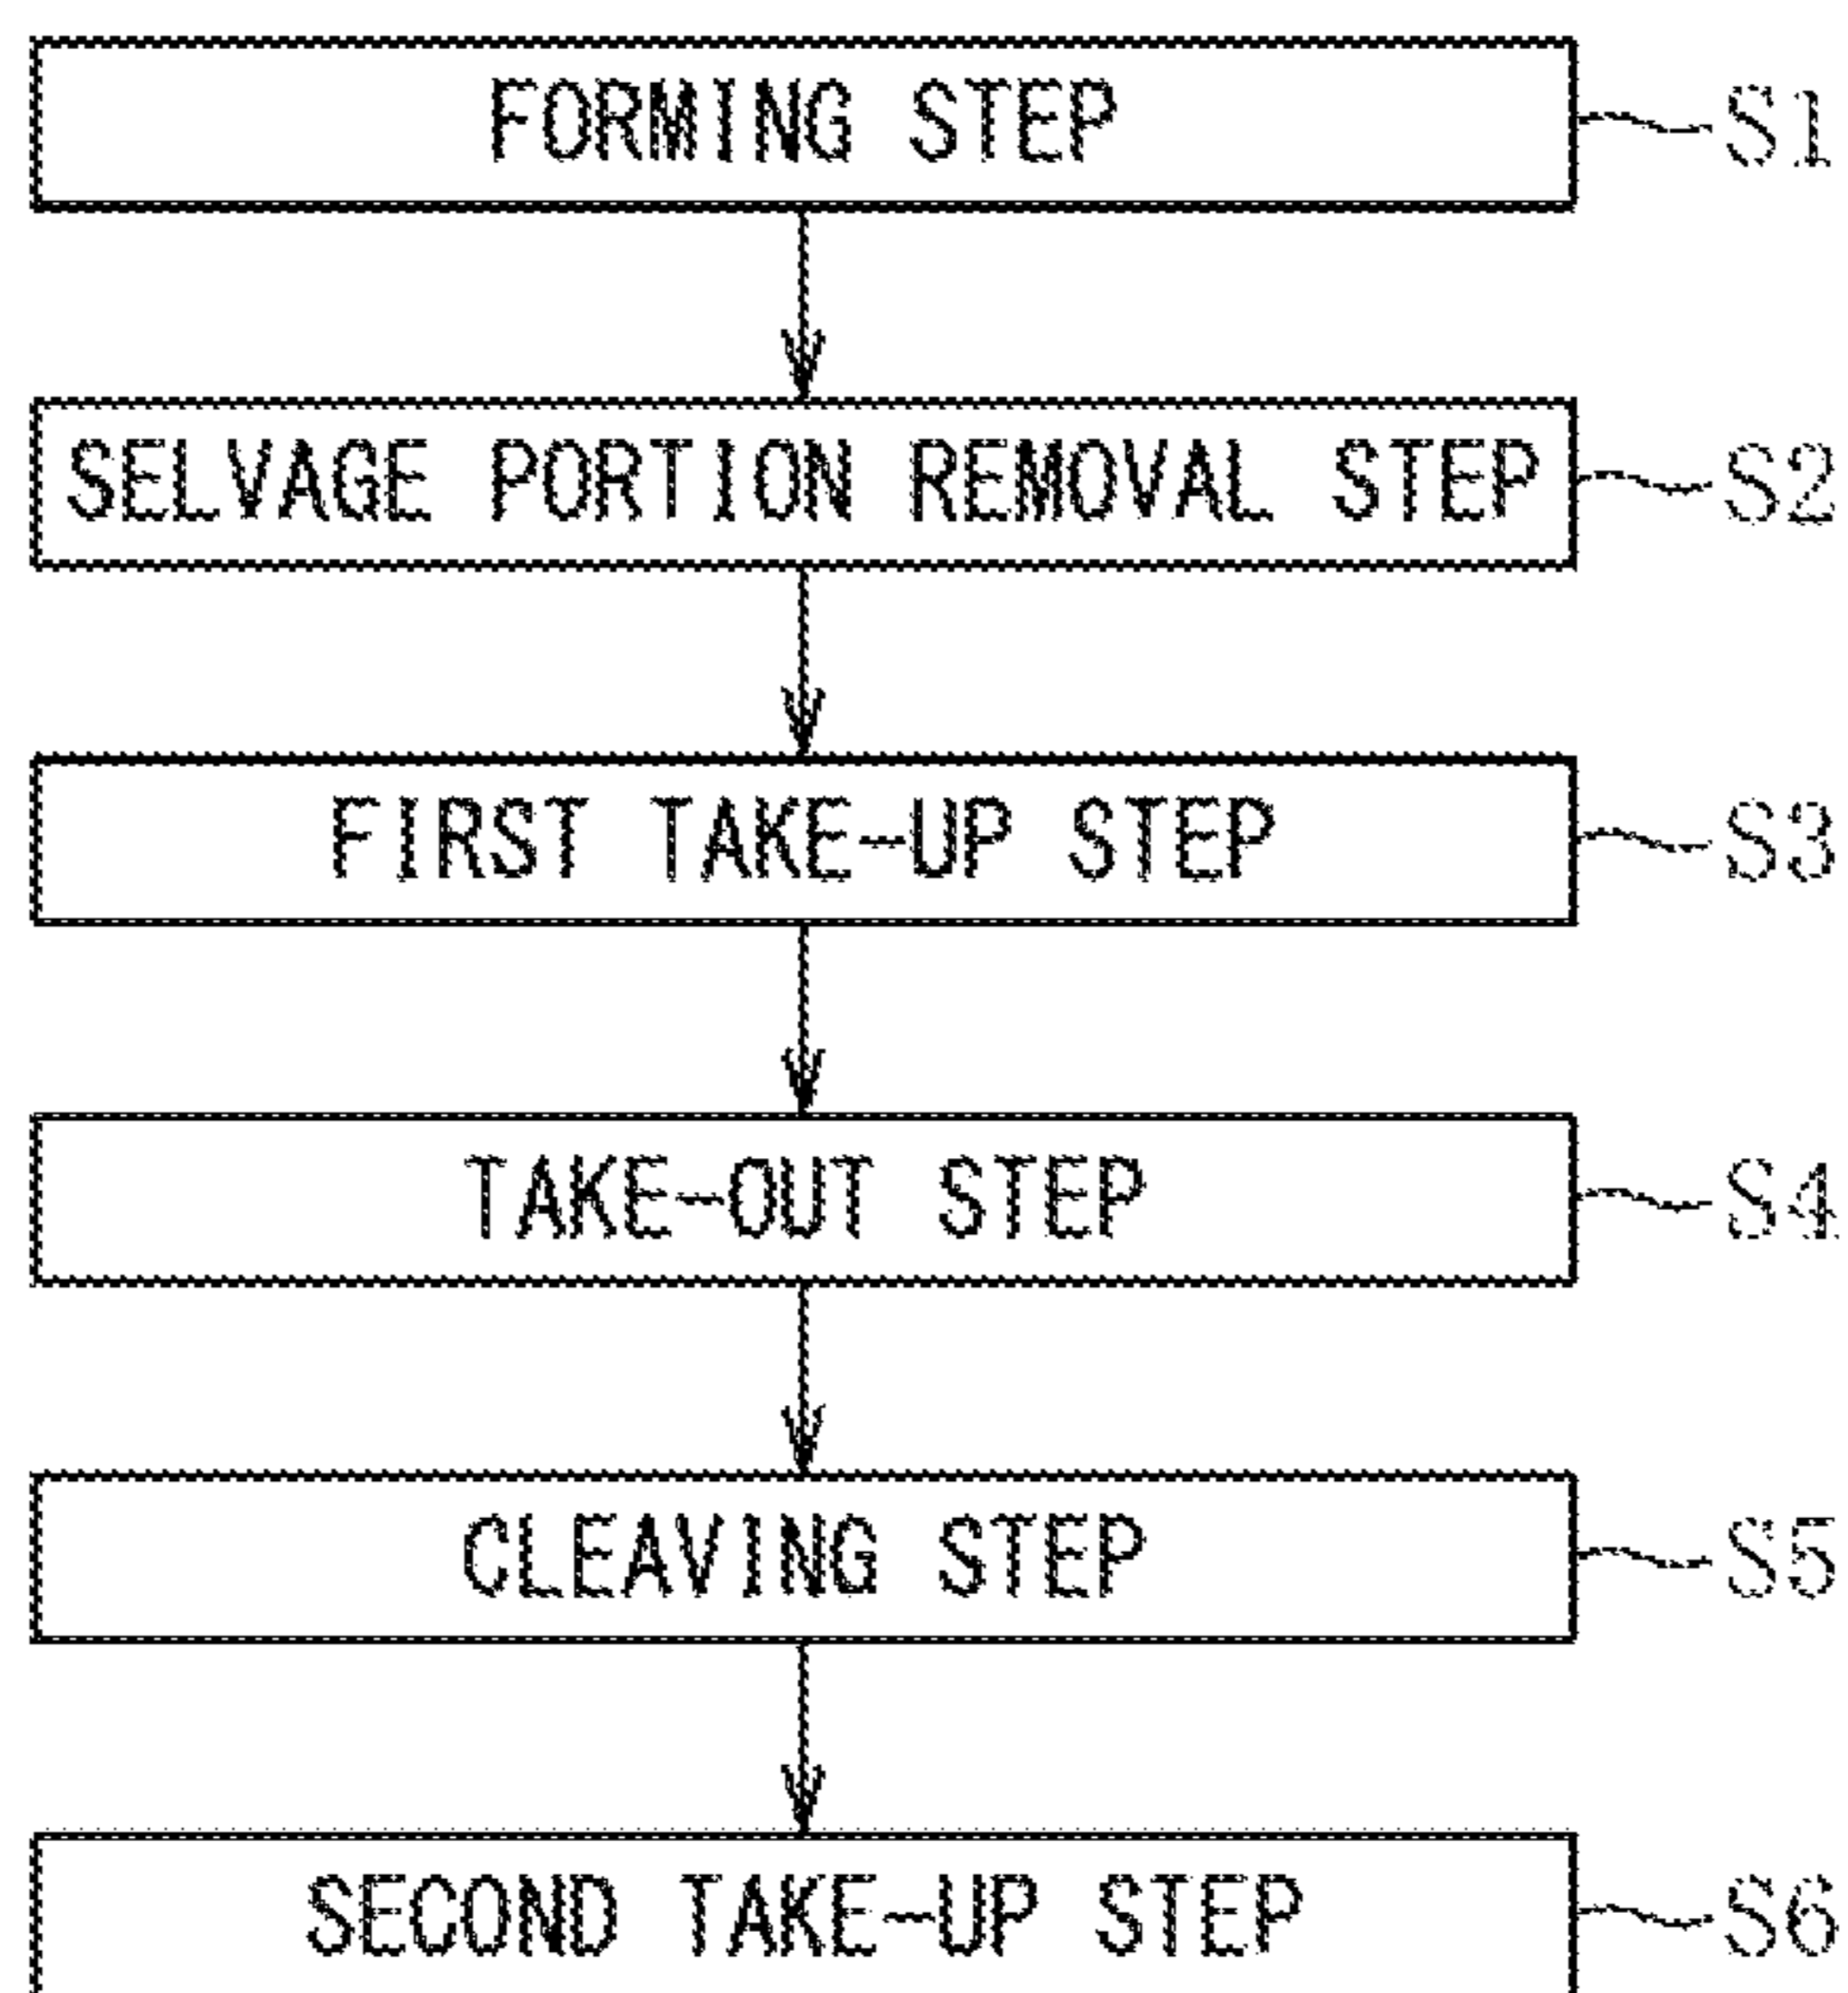 FORMING STEP S1
SELVAGE PORTION REMOVAL STEP S2
FIRST TAKE-UP STEP S3
TAKE-OUT STEP S4
CLEAVING STEP S5
SECOND TAKE-UP STEP S6